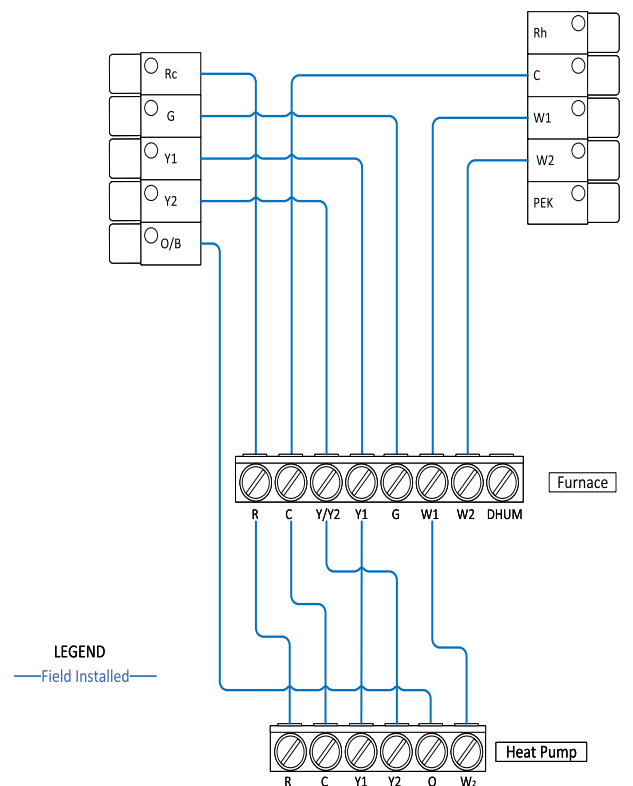 Rc
G
Y1
Y2
O/B
Rh
C
W1
W2
PEK
R C Y/Y2 Y1 G W1 W2 DHUM
Furnace
LEGEND
Field Installed
Heat Pump
R C Y1 Y2 O W₂